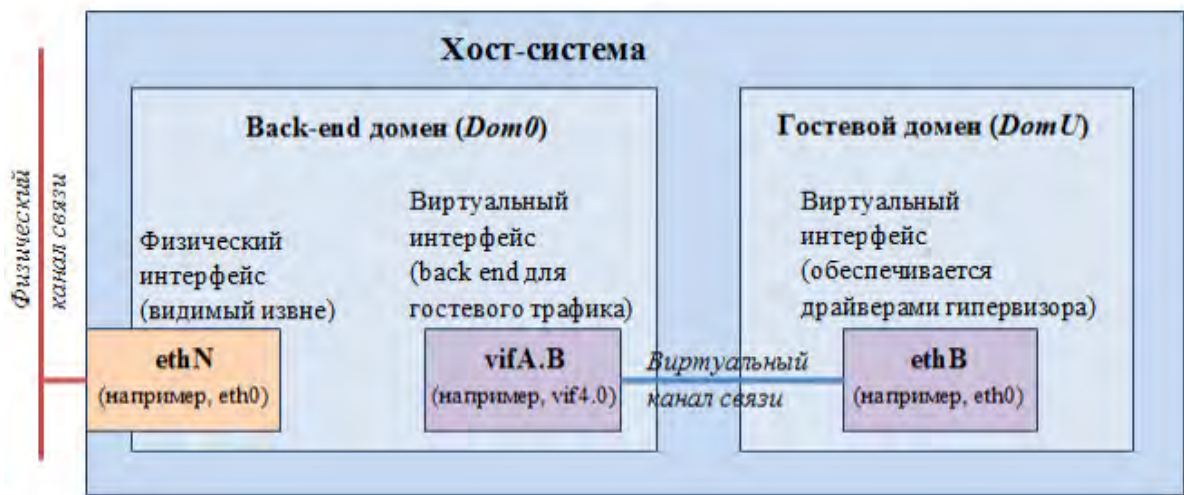 Хост-система
Back-end домен (Dom0)
Гостевой домен (DomU)
Физический
канал связи
Физический
интерфейс
(видимый извне)
Виртуальный
интерфейс
(back end для
гостевого трафика)
Виртуальный
интерфейс
(обеспечивается
драйверами гипервизора)
ethN
(например, eth0)
vifA.B
(например, vif4.0)
Виртуальный
канал связи
ethB
(например, eth0)